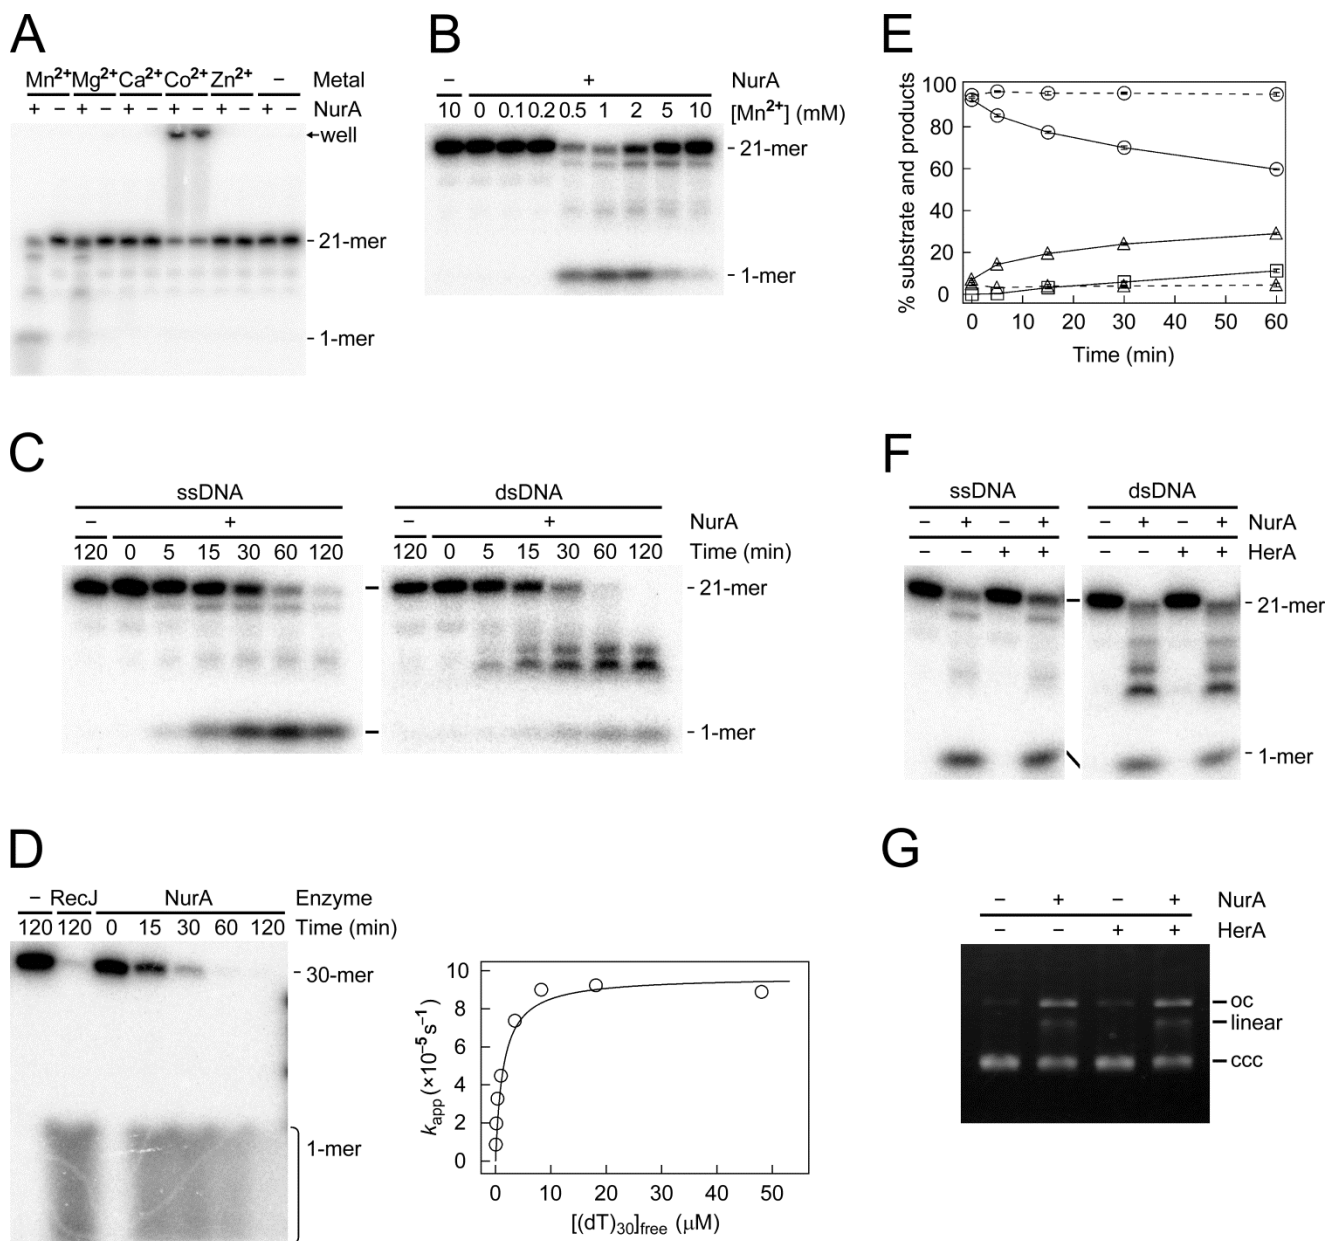 A
Mn2+ Mg2+ Ca2+ Co2+ Zn2+ – Metal
+ – + – + – + – + – + – NurA
well
21-mer
1-mer
B
– + NurA
10 0 0.1 0.2 0.5 1 2 5 10 [Mn2+] (mM)
21-mer
1-mer
E
% substrate and products
100
80
60
40
20
0
0 10 20 30 40 50 60
Time (min)
C
ssDNA dsDNA
– + – + NurA
120 0 5 15 30 60 120 120 0 5 15 30 60 120 Time (min)
21-mer
1-mer
F
ssDNA dsDNA
– + – + – + – + NurA
– – + + – – + + HerA
21-mer
1-mer
D
– RecJ NurA Enzyme
120 120 0 15 30 60 120 Time (min)
30-mer
1-mer
kapp (×10–5 s–1)
10
8
6
4
2
0
0 10 20 30 40 50
[(dT)30]free (μM)
G
– + – + NurA
– – + + HerA
oc
linear
ccc